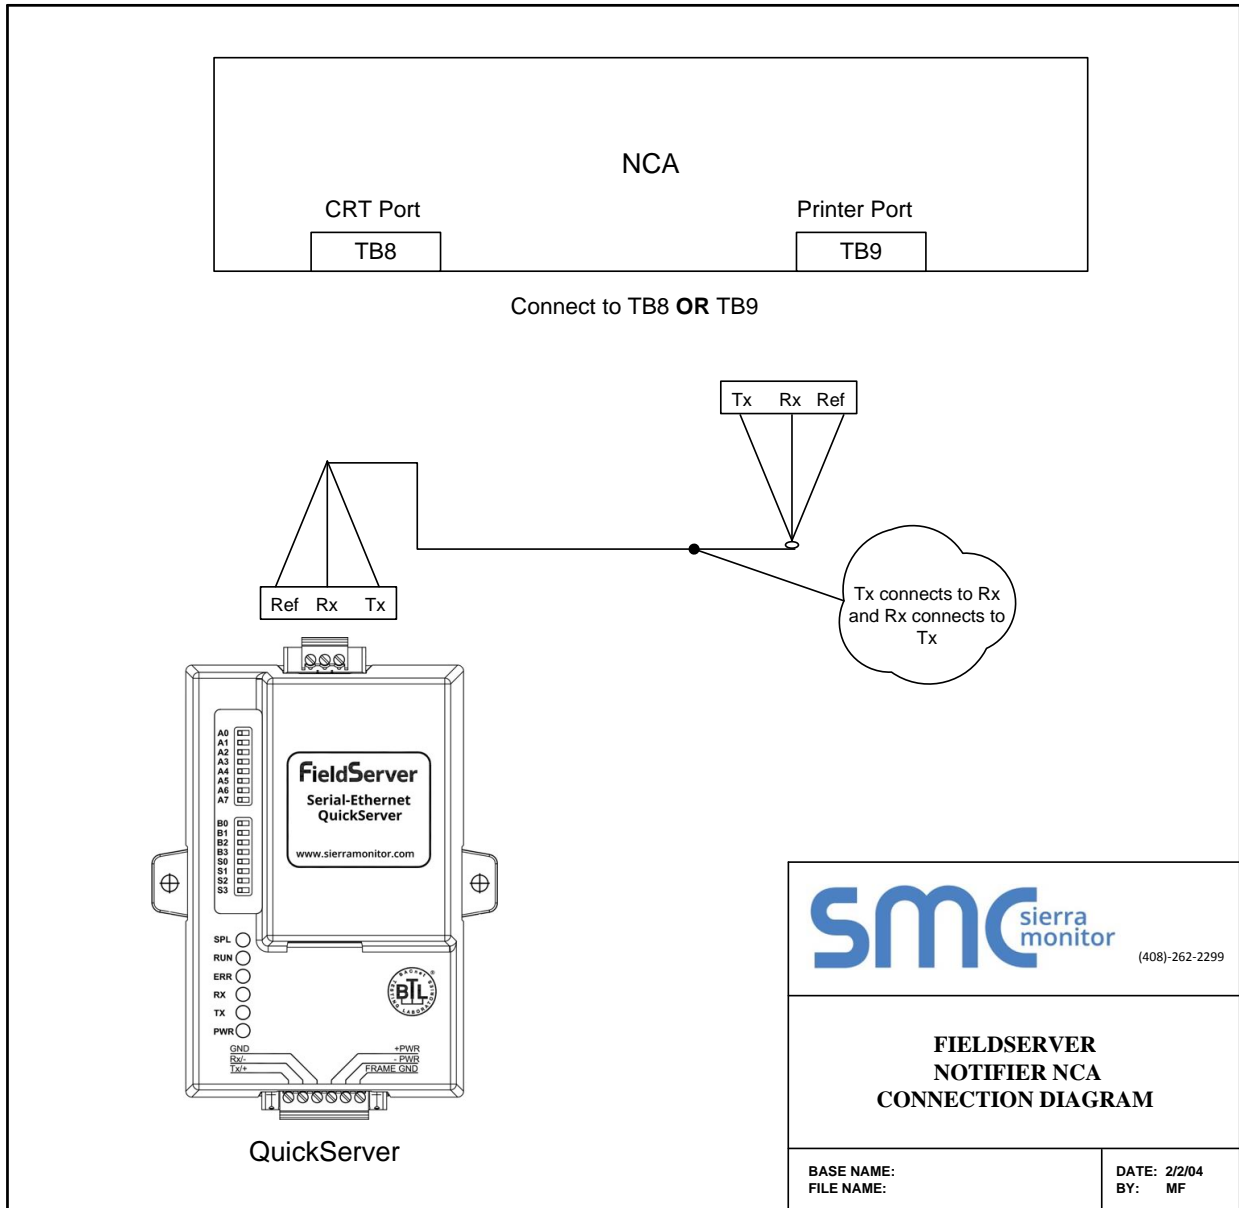 NCA
CRT Port
Printer Port
TB8
TB9
Connect to TB8 OR TB9
Tx Rx Ref
Tx connects to Rx
and Rx connects to
Tx
Ref Rx Tx
A0
A1
A2
A3
A4
A5
A6
A7
B0
B1
B2
B3
S0
S1
S2
S3
FieldServer
Serial-Ethernet
QuickServer
www.sierramonitor.com
SPL
RUN
ERR
RX
TX
PWR
BACnet
TESTING LABORATORIES
BTL
®
GND
Rx/-
Tx/+
+PWR
- PWR
FRAME GND
QuickServer
SMC sierra
monitor
(408)-262-2299
FIELDSERVER
NOTIFIER NCA
CONNECTION DIAGRAM
BASE NAME:
FILE NAME:
DATE: 2/2/04
BY: MF